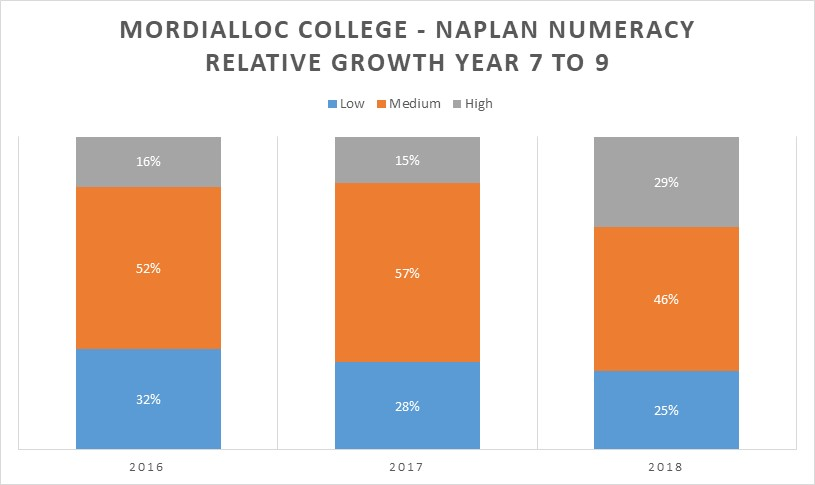 MORDIALLOC COLLEGE - NAPLAN NUMERACY
RELATIVE GROWTH YEAR 7 TO 9
Low Medium High
16% 15% 29%
52% 57% 46%
32% 28% 25%
2016 2017 2018